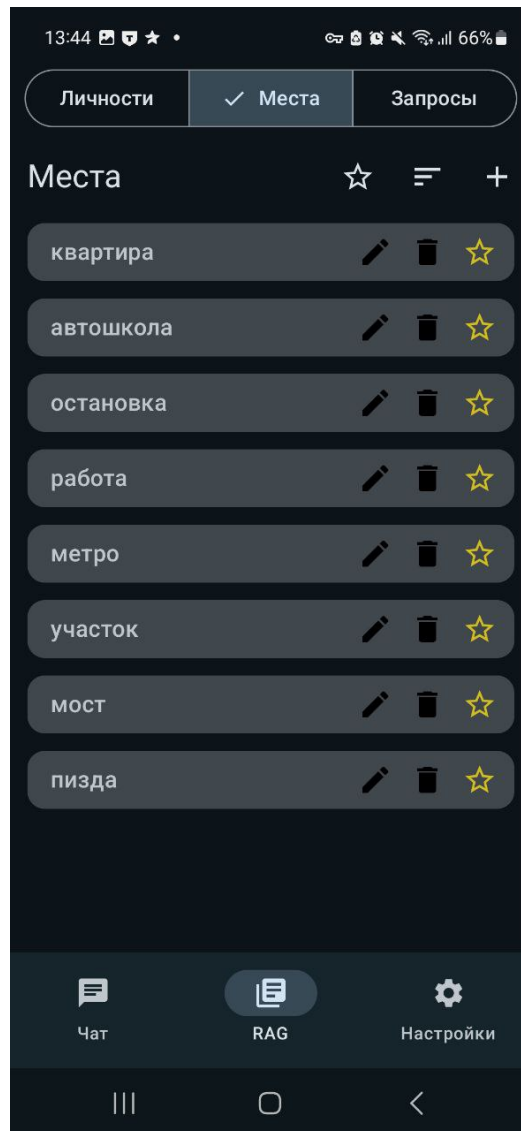 13:44 66%
Личности Места Запросы
Места
квартира
автошкола
остановка
работа
метро
участок
мост
пизда
Чат RAG Настройки